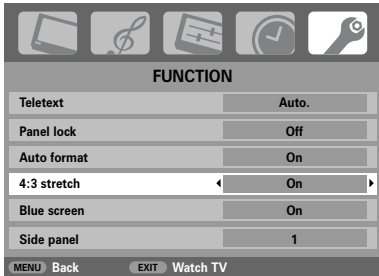 FUNCTION
Teletext Auto.
Panel lock Off
Auto format On
4:3 stretch On
Blue screen On
Side panel 1
MENU Back EXIT Watch TV